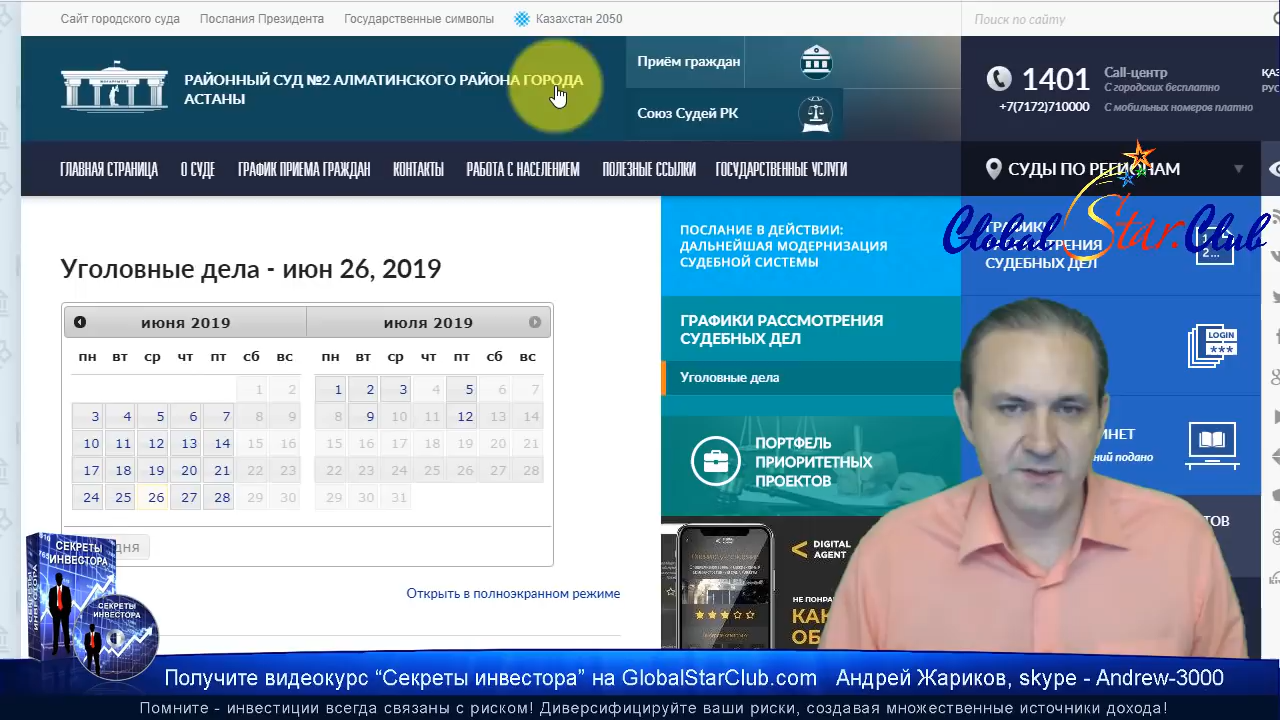 Сайт городского суда
Послания Президента
Государственные символы
Казахстан 2050
Поиск по сайту
РАЙОННЫЙ СУД №2 АЛМАТИНСКОГО РАЙОНА ГОРОДА
АСТАНЫ
Приём граждан
Союз Судей РК
1401
Call-центр
С городских бесплатно
+7(7172)710000
С мобильных номеров платно
ГЛАВНАЯ СТРАНИЦА
О СУДЕ
ГРАФИК ПРИЕМА ГРАЖДАН
КОНТАКТЫ
РАБОТА С НАСЕЛЕНИЕМ
ПОЛЕЗНЫЕ ССЫЛКИ
ГОСУДАРСТВЕННЫЕ УСЛУГИ
СУДЫ ПО РЕГИОНАМ
Global Star.Club
Уголовные дела - июн 26, 2019
июня 2019
июля 2019
пн вт ср чт пт сб вс
пн вт ср чт пт сб вс
1 2
1 2 3 4 5 6 7
3 4 5 6 7 8 9
8 9 10 11 12 13 14
10 11 12 13 14 15 16
15 16 17 18 19 20 21
17 18 19 20 21 22 23
22 23 24 25 26 27 28
24 25 26 27 28 29 30
29 30 31
Открыть в полноэкранном режиме
ПОСЛАНИЕ В ДЕЙСТВИИ:
ДАЛЬНЕЙШАЯ МОДЕРНИЗАЦИЯ
СУДЕБНОЙ СИСТЕМЫ
ГРАФИКИ РАССМОТРЕНИЯ
СУДЕБНЫХ ДЕЛ
Уголовные дела
ПОРТФЕЛЬ
ПРИОРИТЕТНЫХ
ПРОЕКТОВ
DIGITAL
AGENT
СУДЕБНЫХ ДЕЛ
LOGIN
***
СЕКРЕТЫ
ИНВЕСТОРА
СЕКРЕТЫ
ИНВЕСТОРА
Получите видеокурс “Секреты инвестора” на GlobalStarClub.com Андрей Жариков, skype - Andrew-3000
Помните - инвестиции всегда связаны с риском! Диверсифицируйте ваши риски, создавая множественные источники дохода!